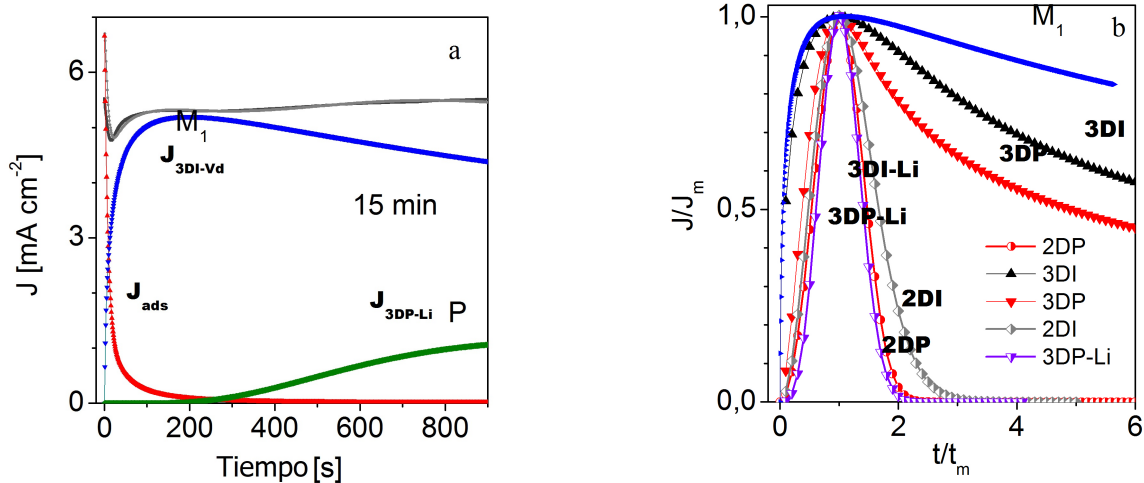 a
6
3
0
J [mA cm-2]
M1
J3DI-Vd
15 min
Jads
J3DP-Li P
0 200 400 600 800
Tiempo [s]
M1 b
1,0
0,5
0,0
J/Jm
3DI
3DP
3DI-Li
3DP-Li
2DI
2DP
2DP
3DI
3DP
2DI
3DP-Li
0 2 4 6
t/tm